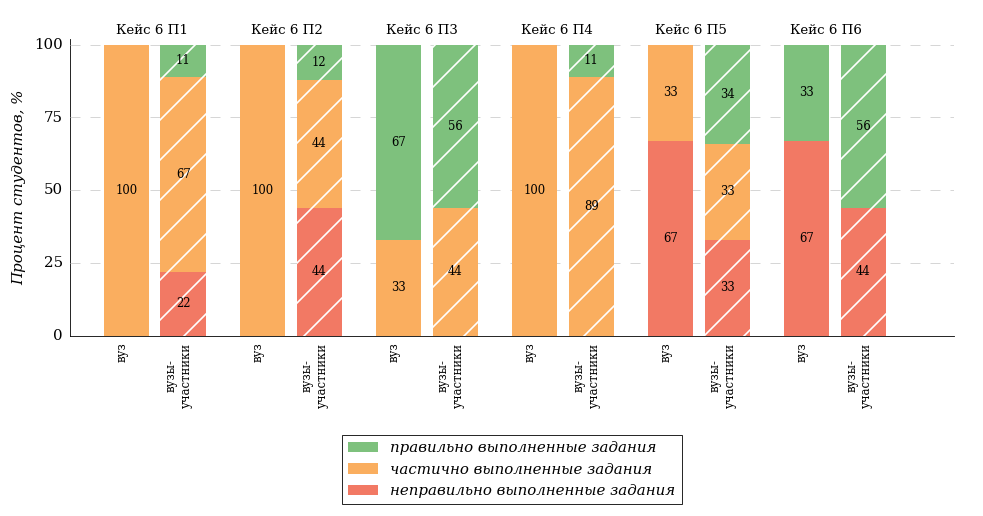 Кейс 6 П1 Кейс 6 П2 Кейс 6 П3 Кейс 6 П4 Кейс 6 П5 Кейс 6 П6
Процент студентов, %
100
75
50
25
0
100
11
67
22
100
12
44
44
67
33
56
44
100
11
89
33
67
34
33
33
33
67
56
44
вуз
вузы-
участники
вуз
вузы-
участники
вуз
вузы-
участники
вуз
вузы-
участники
вуз
вузы-
участники
вуз
вузы-
участники
правильно выполненные задания
частично выполненные задания
неправильно выполненные задания